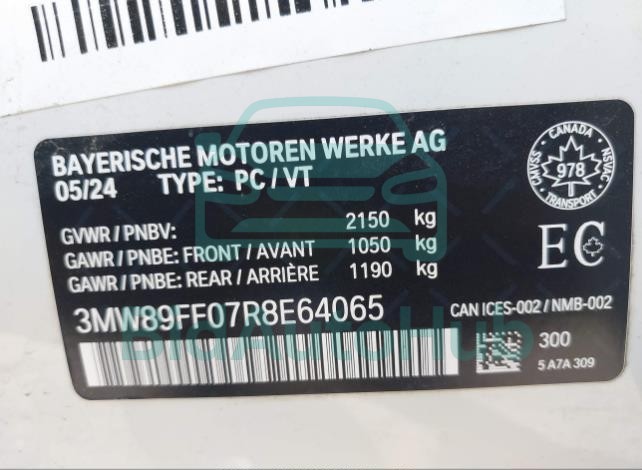 BAYERISCHE MOTOREN WERKE AG
05/24 TYPE: PC/VT
GVWR/PNBV: 2150 kg
GAWR/PNBE: FRONT/AVANT 1050 kg
GAWR/PNBE: REAR/ARRIÈRE 1190 kg
3MW89FF07R8E64065
CANADA
CMVSS 978 NSVAC
TRANSPORT
EC
CAN ICES-002/NMB-002
300
5 A7A 309
BidAutoHub